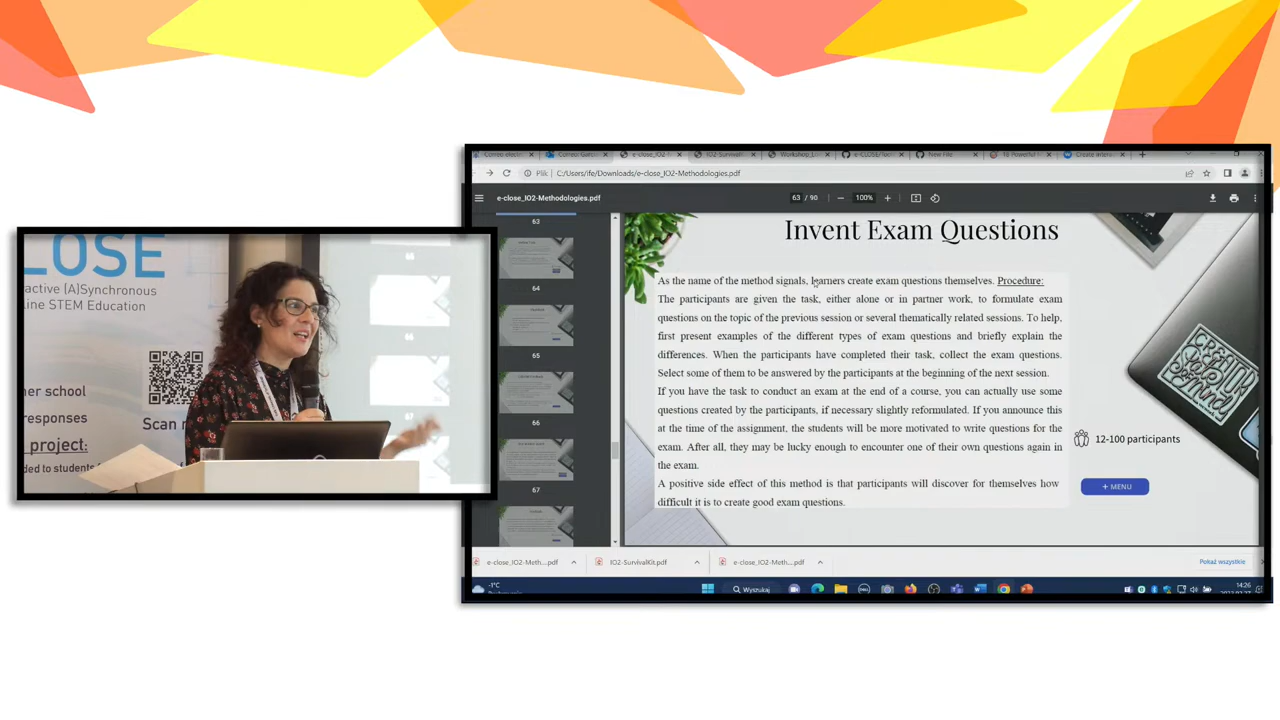 LOSE
active (A)Synchronous
line STEM Education
her school
responses
project:
ded to students
Scan
e-close_IO2
Workshop_
e-CLOSE/Too
New File
Plik C:/Users/ife/Downloads/e-close_IO2-Methodologies.pdf
e-close_IO2-Methodologies.pdf
63 / 90
100%
63
64
65
66
67
Invent Exam Questions
As the name of the method signals, learners create exam questions themselves. Procedure:
The participants are given the task, either alone or in partner work, to formulate exam
questions on the topic of the previous session or several thematically related sessions. To help,
first present examples of the different types of exam questions and briefly explain the
differences. When the participants have completed their task, collect the exam questions.
Select some of them to be answered by the participants at the beginning of the next session.
If you have the task to conduct an exam at the end of a course, you can actually use some
questions created by the participants, if necessary slightly reformulated. If you announce this
at the time of the assignment, the students will be more motivated to write questions for the
exam. After all, they may be lucky enough to encounter one of their own questions again in
the exam.
A positive side effect of this method is that participants will discover for themselves how
difficult it is to create good exam questions.
12-100 participants
+ MENU
e-close_IO2-Meth....pdf
IO2-SurvivalKit.pdf
e-close_IO2-Meth....pdf
Pokaż wszystkie
-1°C
Wyszukaj
14:26